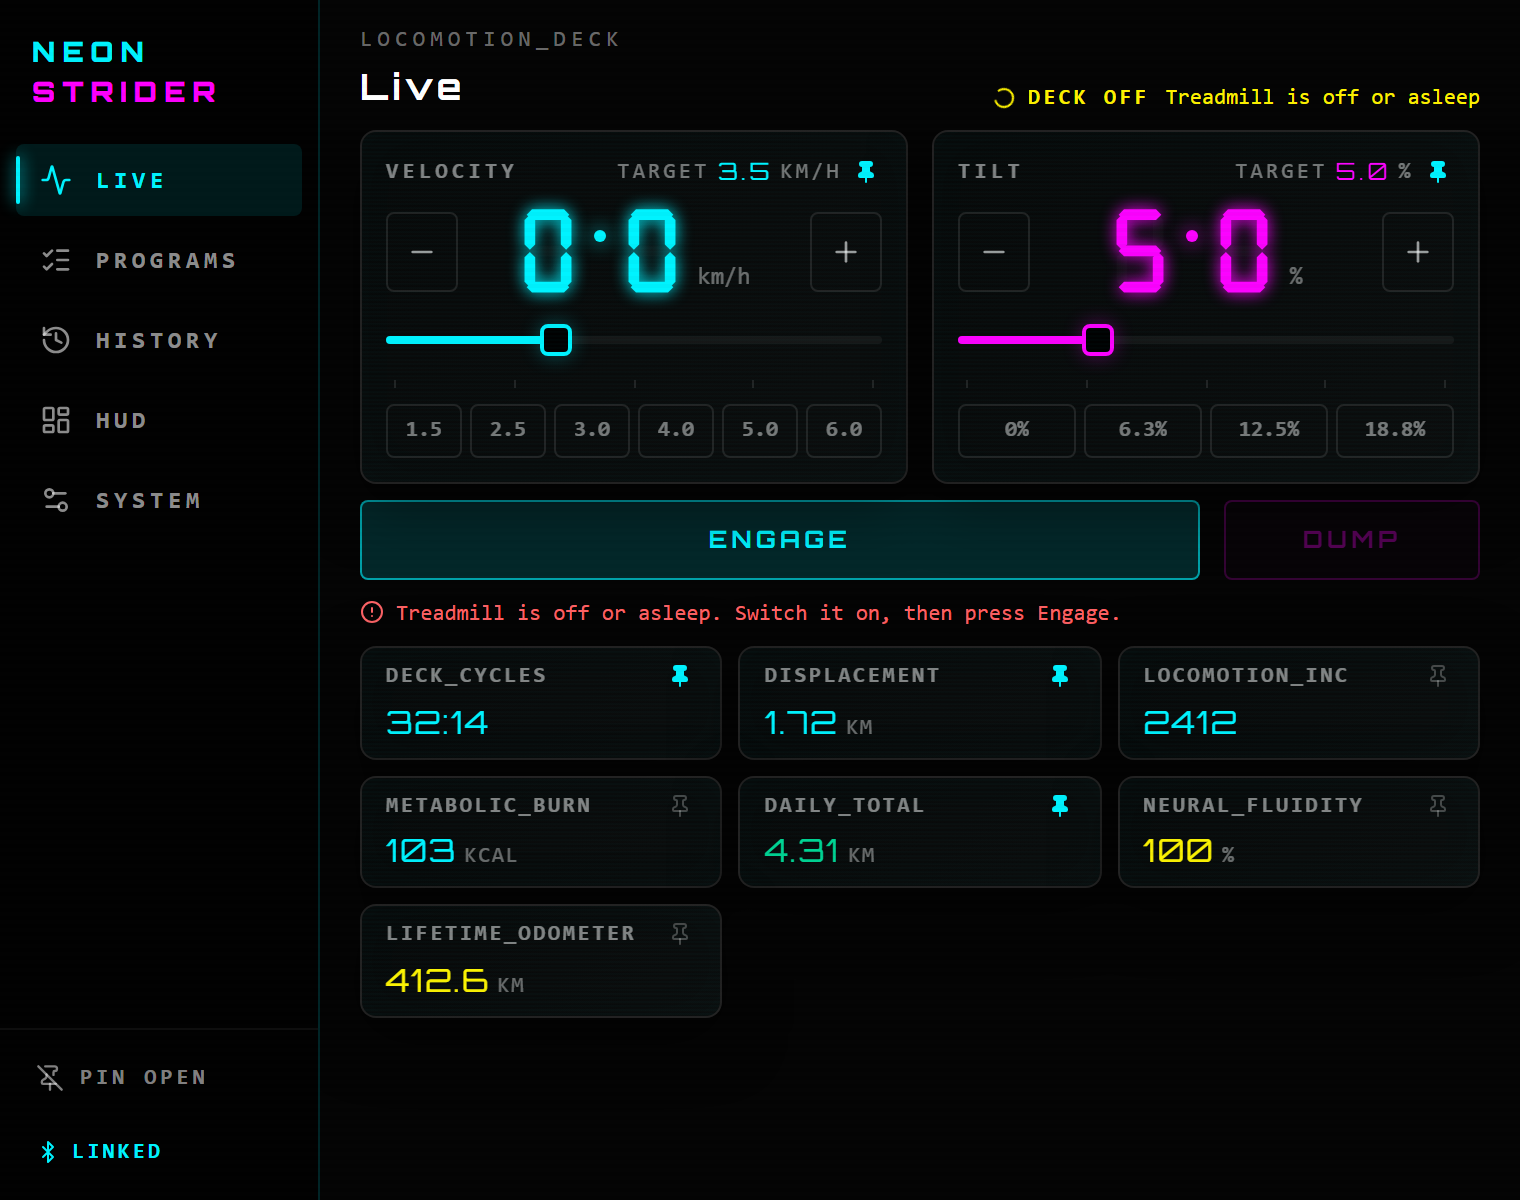 NEON
STRIDER
LIVE
PROGRAMS
HISTORY
HUD
SYSTEM
PIN OPEN
LINKED
LOCOMOTION_DECK
Live
DECK OFF Treadmill is off or asleep
VELOCITY TARGET 3.5 KM/H
0.0 km/h
1.5 2.5 3.0 4.0 5.0 6.0
TILT TARGET 5.0 %
5.0 %
0% 6.3% 12.5% 18.8%
ENGAGE DUMP
Treadmill is off or asleep. Switch it on, then press Engage.
DECK_CYCLES
32:14
DISPLACEMENT
1.72 KM
LOCOMOTION_INC
2412
METABOLIC_BURN
103 KCAL
DAILY_TOTAL
4.31 KM
NEURAL_FLUIDITY
100 %
LIFETIME_ODOMETER
412.6 KM